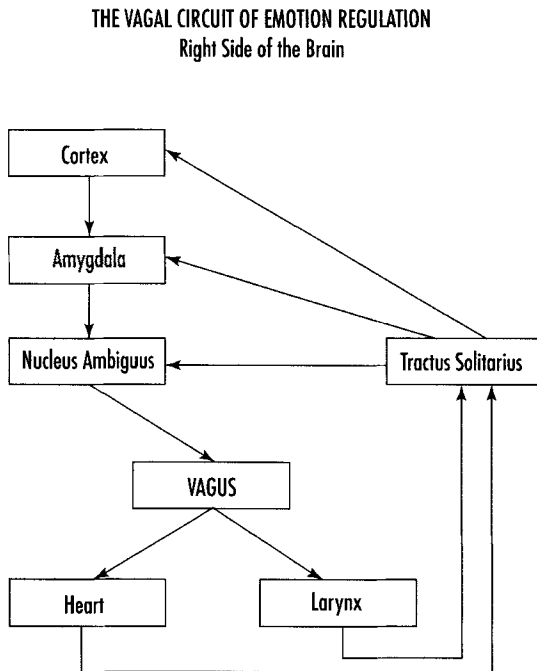 THE VAGAL CIRCUIT OF EMOTION REGULATION
Right Side of the Brain
Cortex
Amygdala
Nucleus Ambiguus
Tractus Solitarius
VAGUS
Heart
Larynx